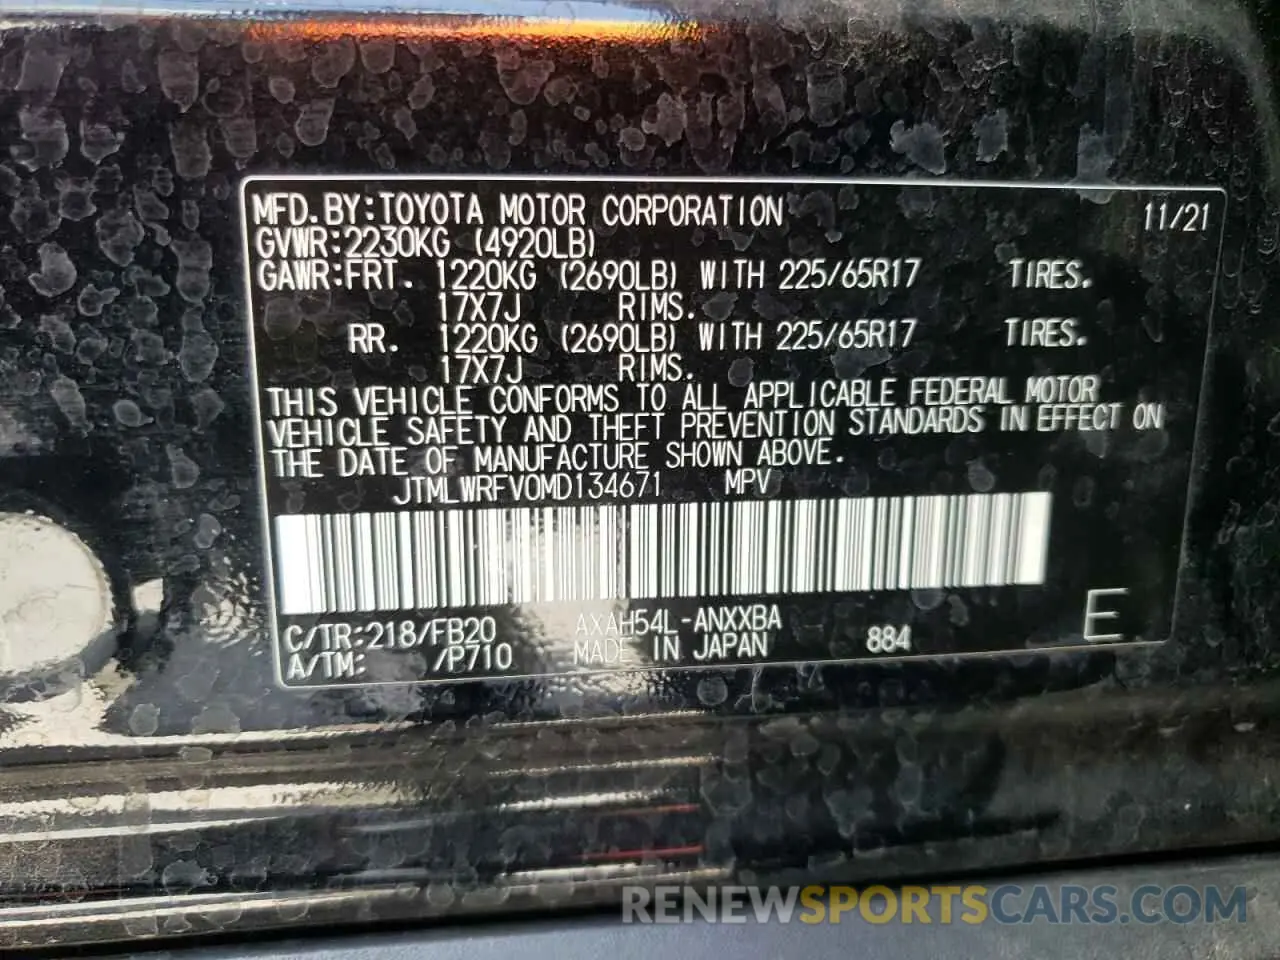 MFD.BY:TOYOTA MOTOR CORPORATION 11/21
GVWR:2230KG (4920LB)
GAWR:FRT. 1220KG (2690LB) WITH 225/65R17 TIRES.
17X7J RIMS.
RR. 1220KG (2690LB) WITH 225/65R17 TIRES.
17X7J RIMS.
THIS VEHICLE CONFORMS TO ALL APPLICABLE FEDERAL MOTOR
VEHICLE SAFETY AND THEFT PREVENTION STANDARDS IN EFFECT ON
THE DATE OF MANUFACTURE SHOWN ABOVE.
JTMLWRFV0MD134671 MPV
C/TR:218/FB20 AXAH54L-ANXXBA
A/TM: /P710 MADE IN JAPAN 884
E
RENEWSPORTSCARS.COM